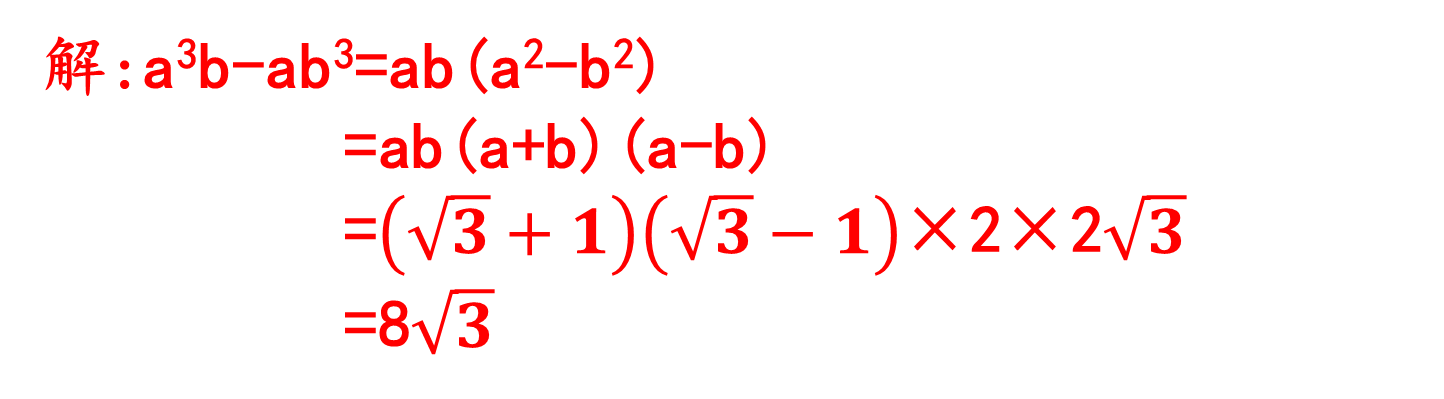 解:a³b-ab³=ab(a²-b²)
=ab(a+b)(a-b)
=(√3+1)(√3-1)×2×2√3
=8√3